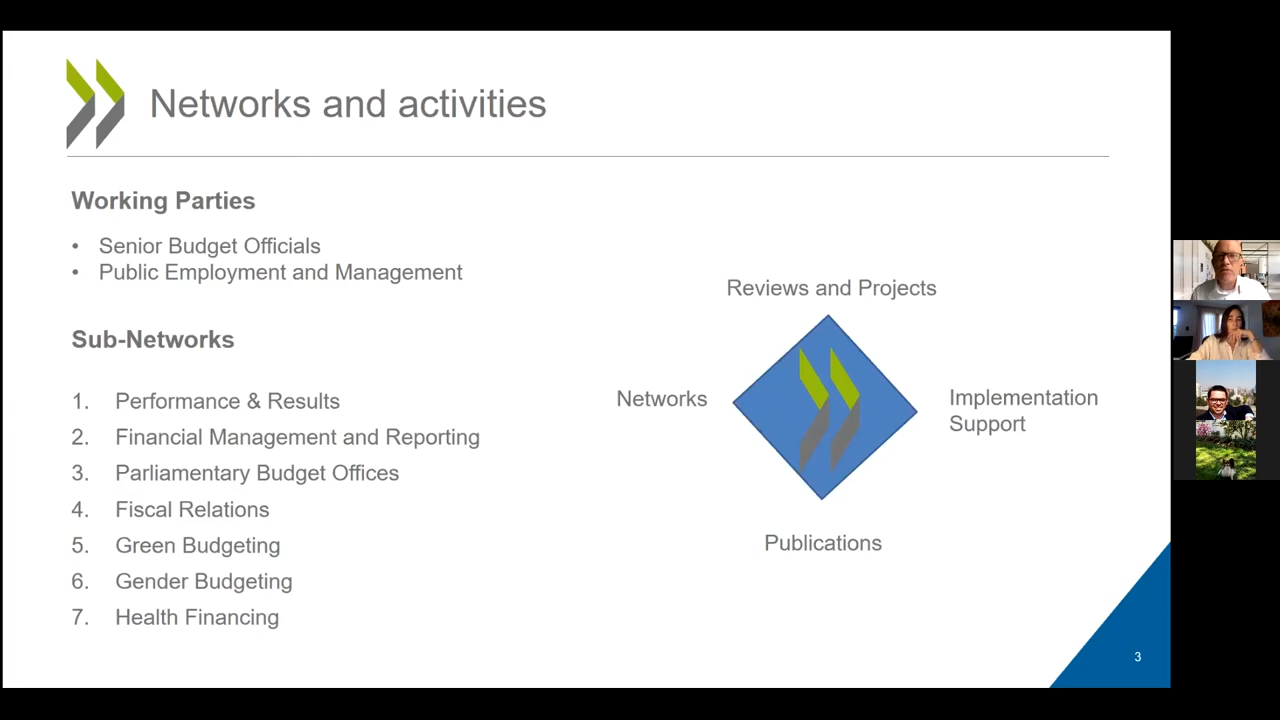 Networks and activities
Working Parties
• Senior Budget Officials
• Public Employment and Management
Sub-Networks
1. Performance & Results
2. Financial Management and Reporting
3. Parliamentary Budget Offices
4. Fiscal Relations
5. Green Budgeting
6. Gender Budgeting
7. Health Financing
Reviews and Projects
Networks
Implementation
Support
Publications
3